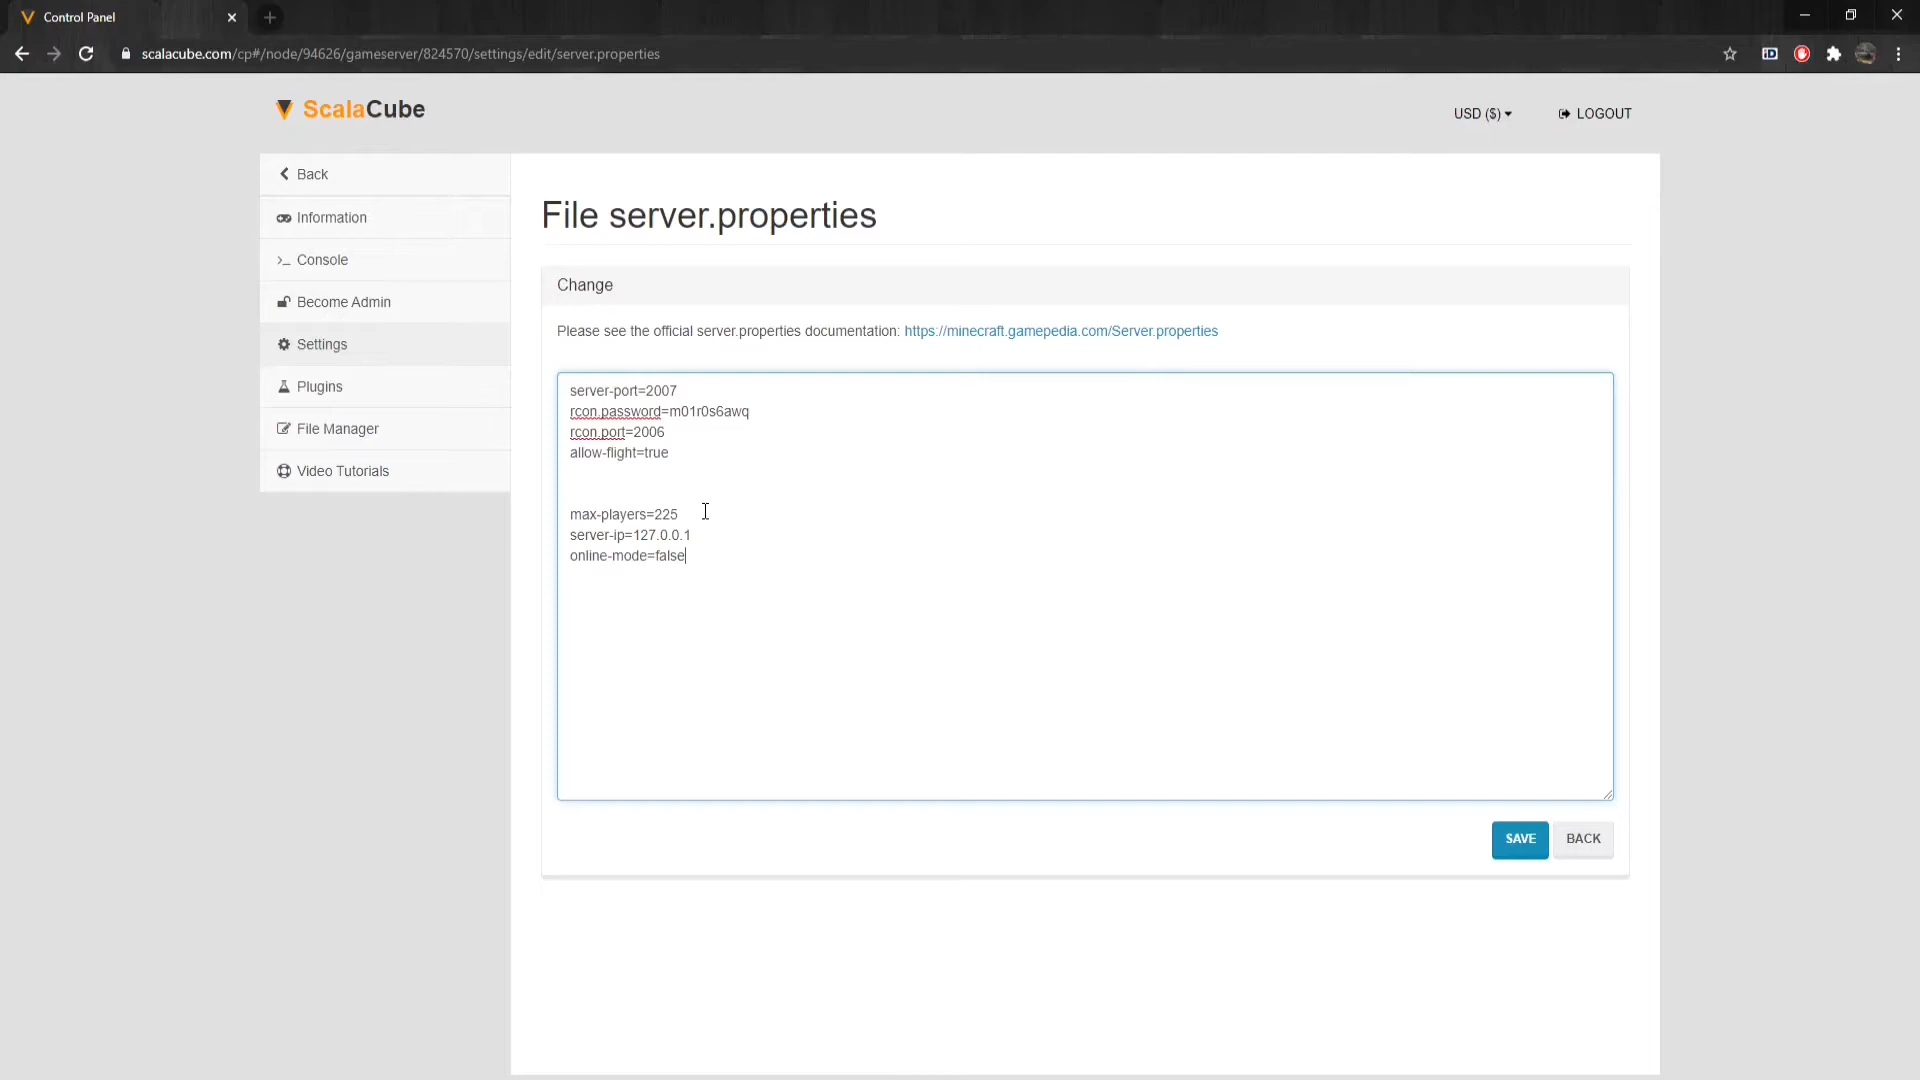 Control Panel
scalacube.com/cp#/node/94626/gameserver/824570/settings/edit/server.properties
ScalaCube
USD ($)
LOGOUT
Back
Information
Console
Become Admin
Settings
Plugins
File Manager
Video Tutorials
File server.properties
Change
Please see the official server.properties documentation: https://minecraft.gamepedia.com/Server.properties
server-port=2007
rcon.password=m01r0s6awq
rcon.port=2006
allow-flight=true
max-players=225
server-ip=127.0.0.1
online-mode=false
SAVE
BACK